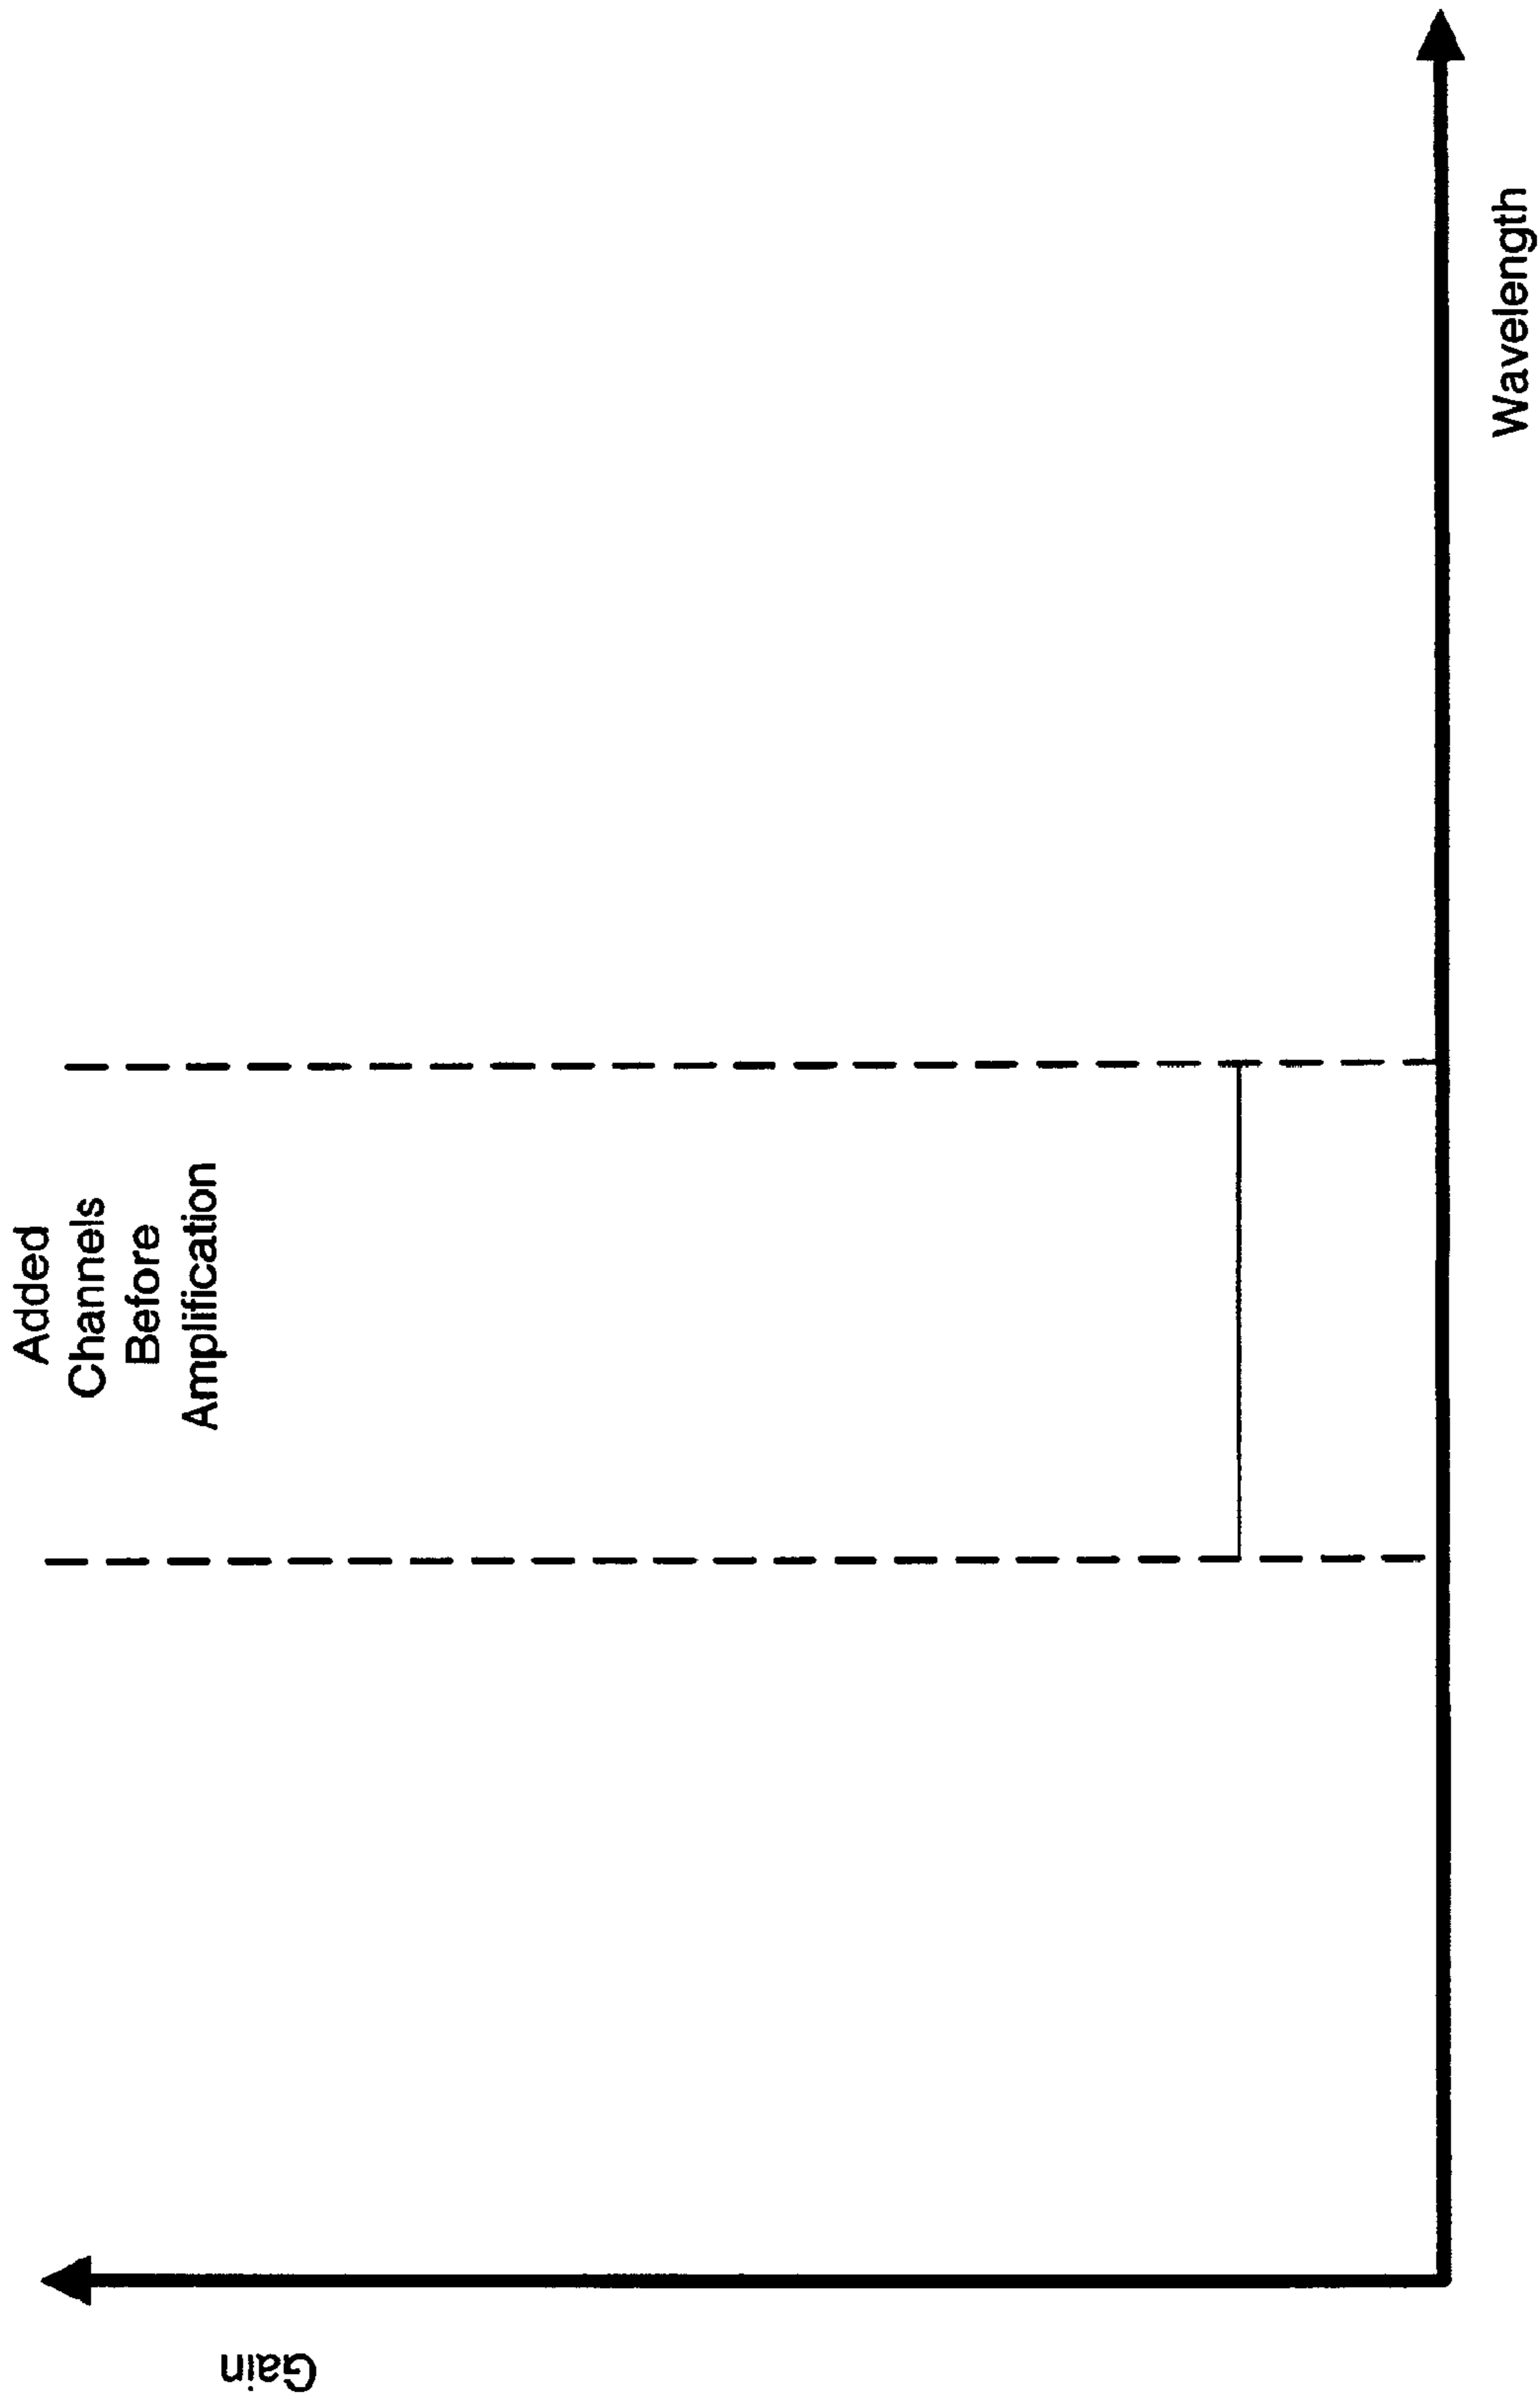 Added
Channels
Before
Amplification
Gain
Wavelength